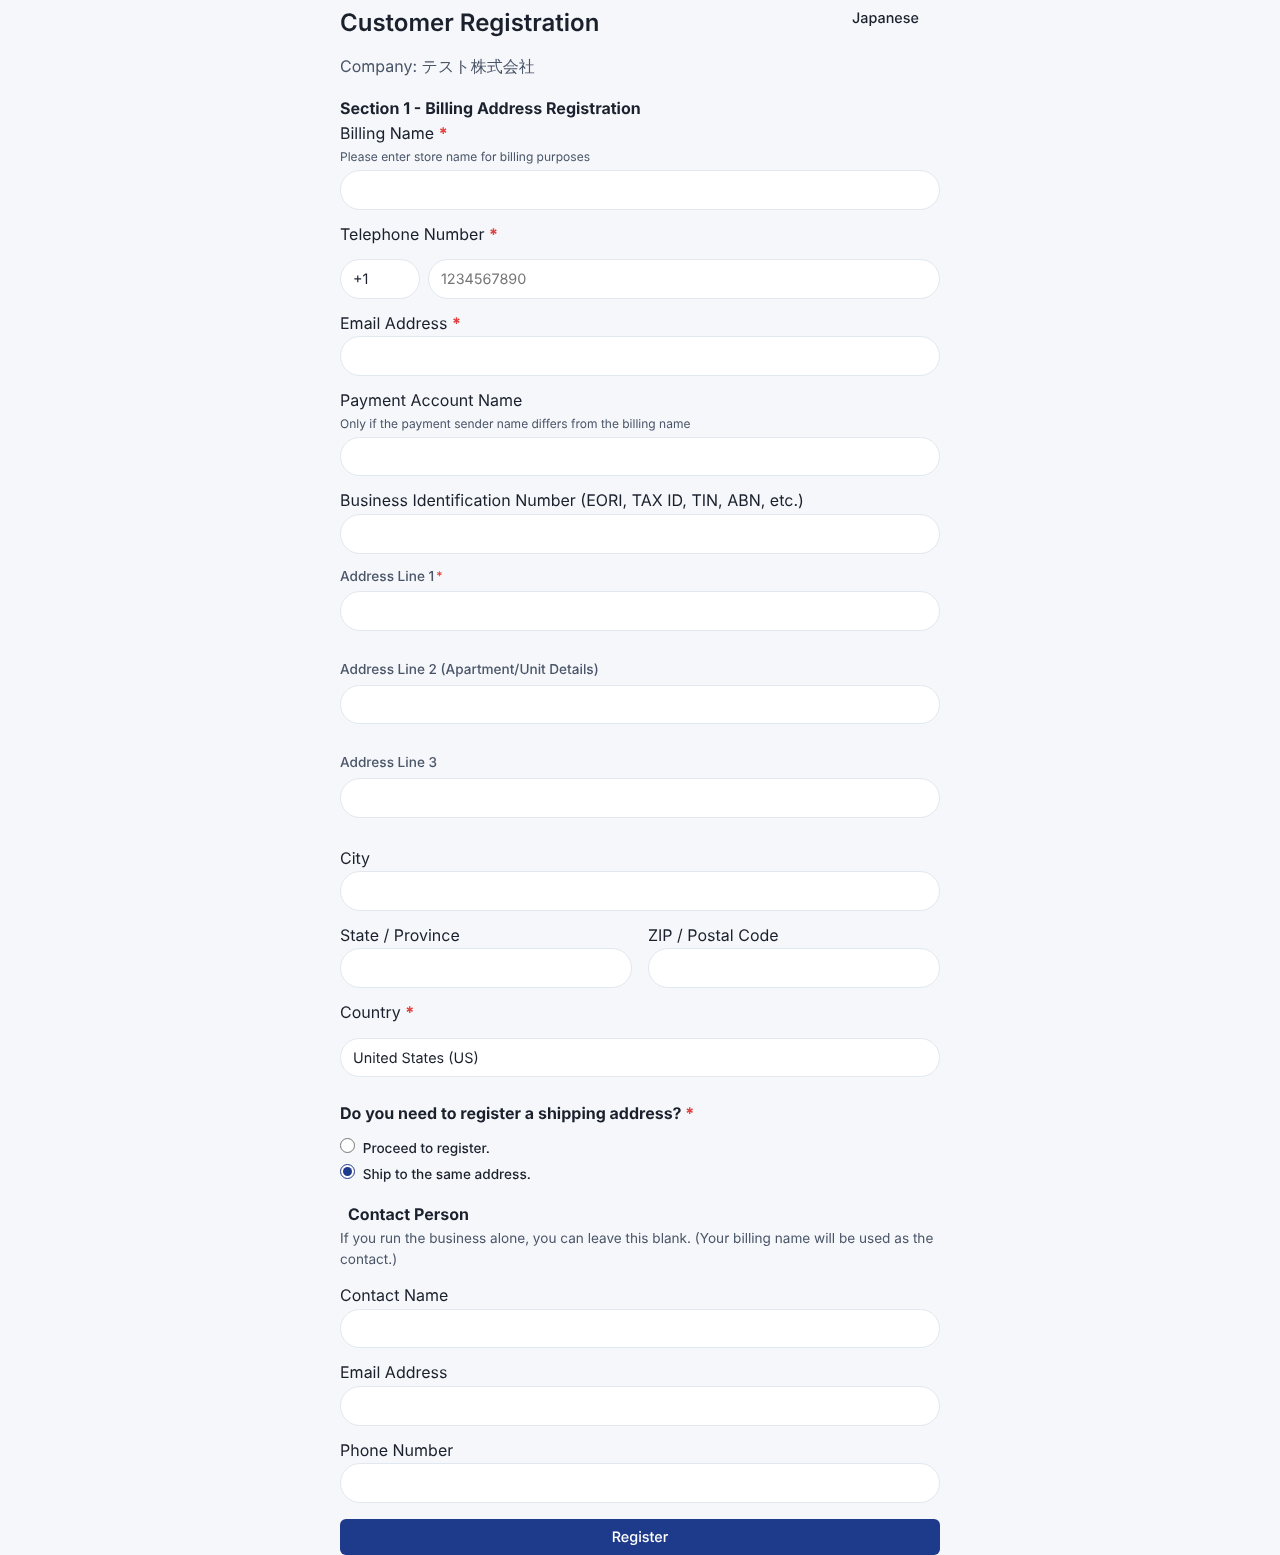 Customer Registration
Japanese
Company: テスト株式会社
Section 1 - Billing Address Registration
Billing Name *
Please enter store name for billing purposes
Telephone Number *
+1
1234567890
Email Address *
Payment Account Name
Only if the payment sender name differs from the billing name
Business Identification Number (EORI, TAX ID, TIN, ABN, etc.)
Address Line 1*
Address Line 2 (Apartment/Unit Details)
Address Line 3
City
State / Province
ZIP / Postal Code
Country *
United States (US)
Do you need to register a shipping address? *
Proceed to register.
Ship to the same address.
Contact Person
If you run the business alone, you can leave this blank. (Your billing name will be used as the
contact.)
Contact Name
Email Address
Phone Number
Register